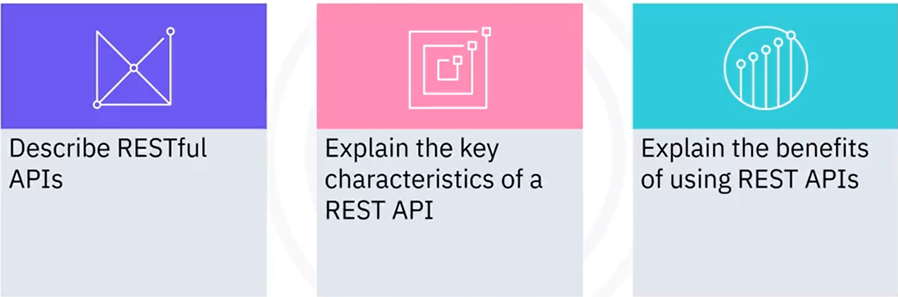 Describe RESTful
APIs
Explain the key
characteristics of a
REST API
Explain the benefits
of using REST APIs